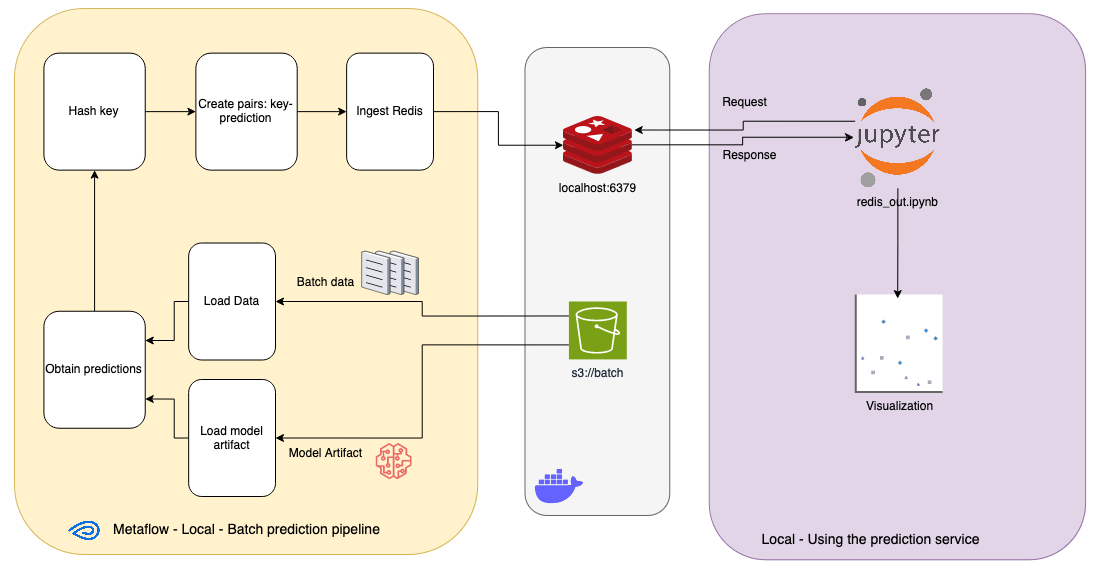 Hash key
Create pairs: key-
prediction
Ingest Redis
localhost:6379
Request
Response
jupyter
redis_out.ipynb
Batch data
Load Data
Obtain predictions
Load model
artifact
Model Artifact
s3://batch
Visualization
Metaflow - Local - Batch prediction pipeline
Local - Using the prediction service